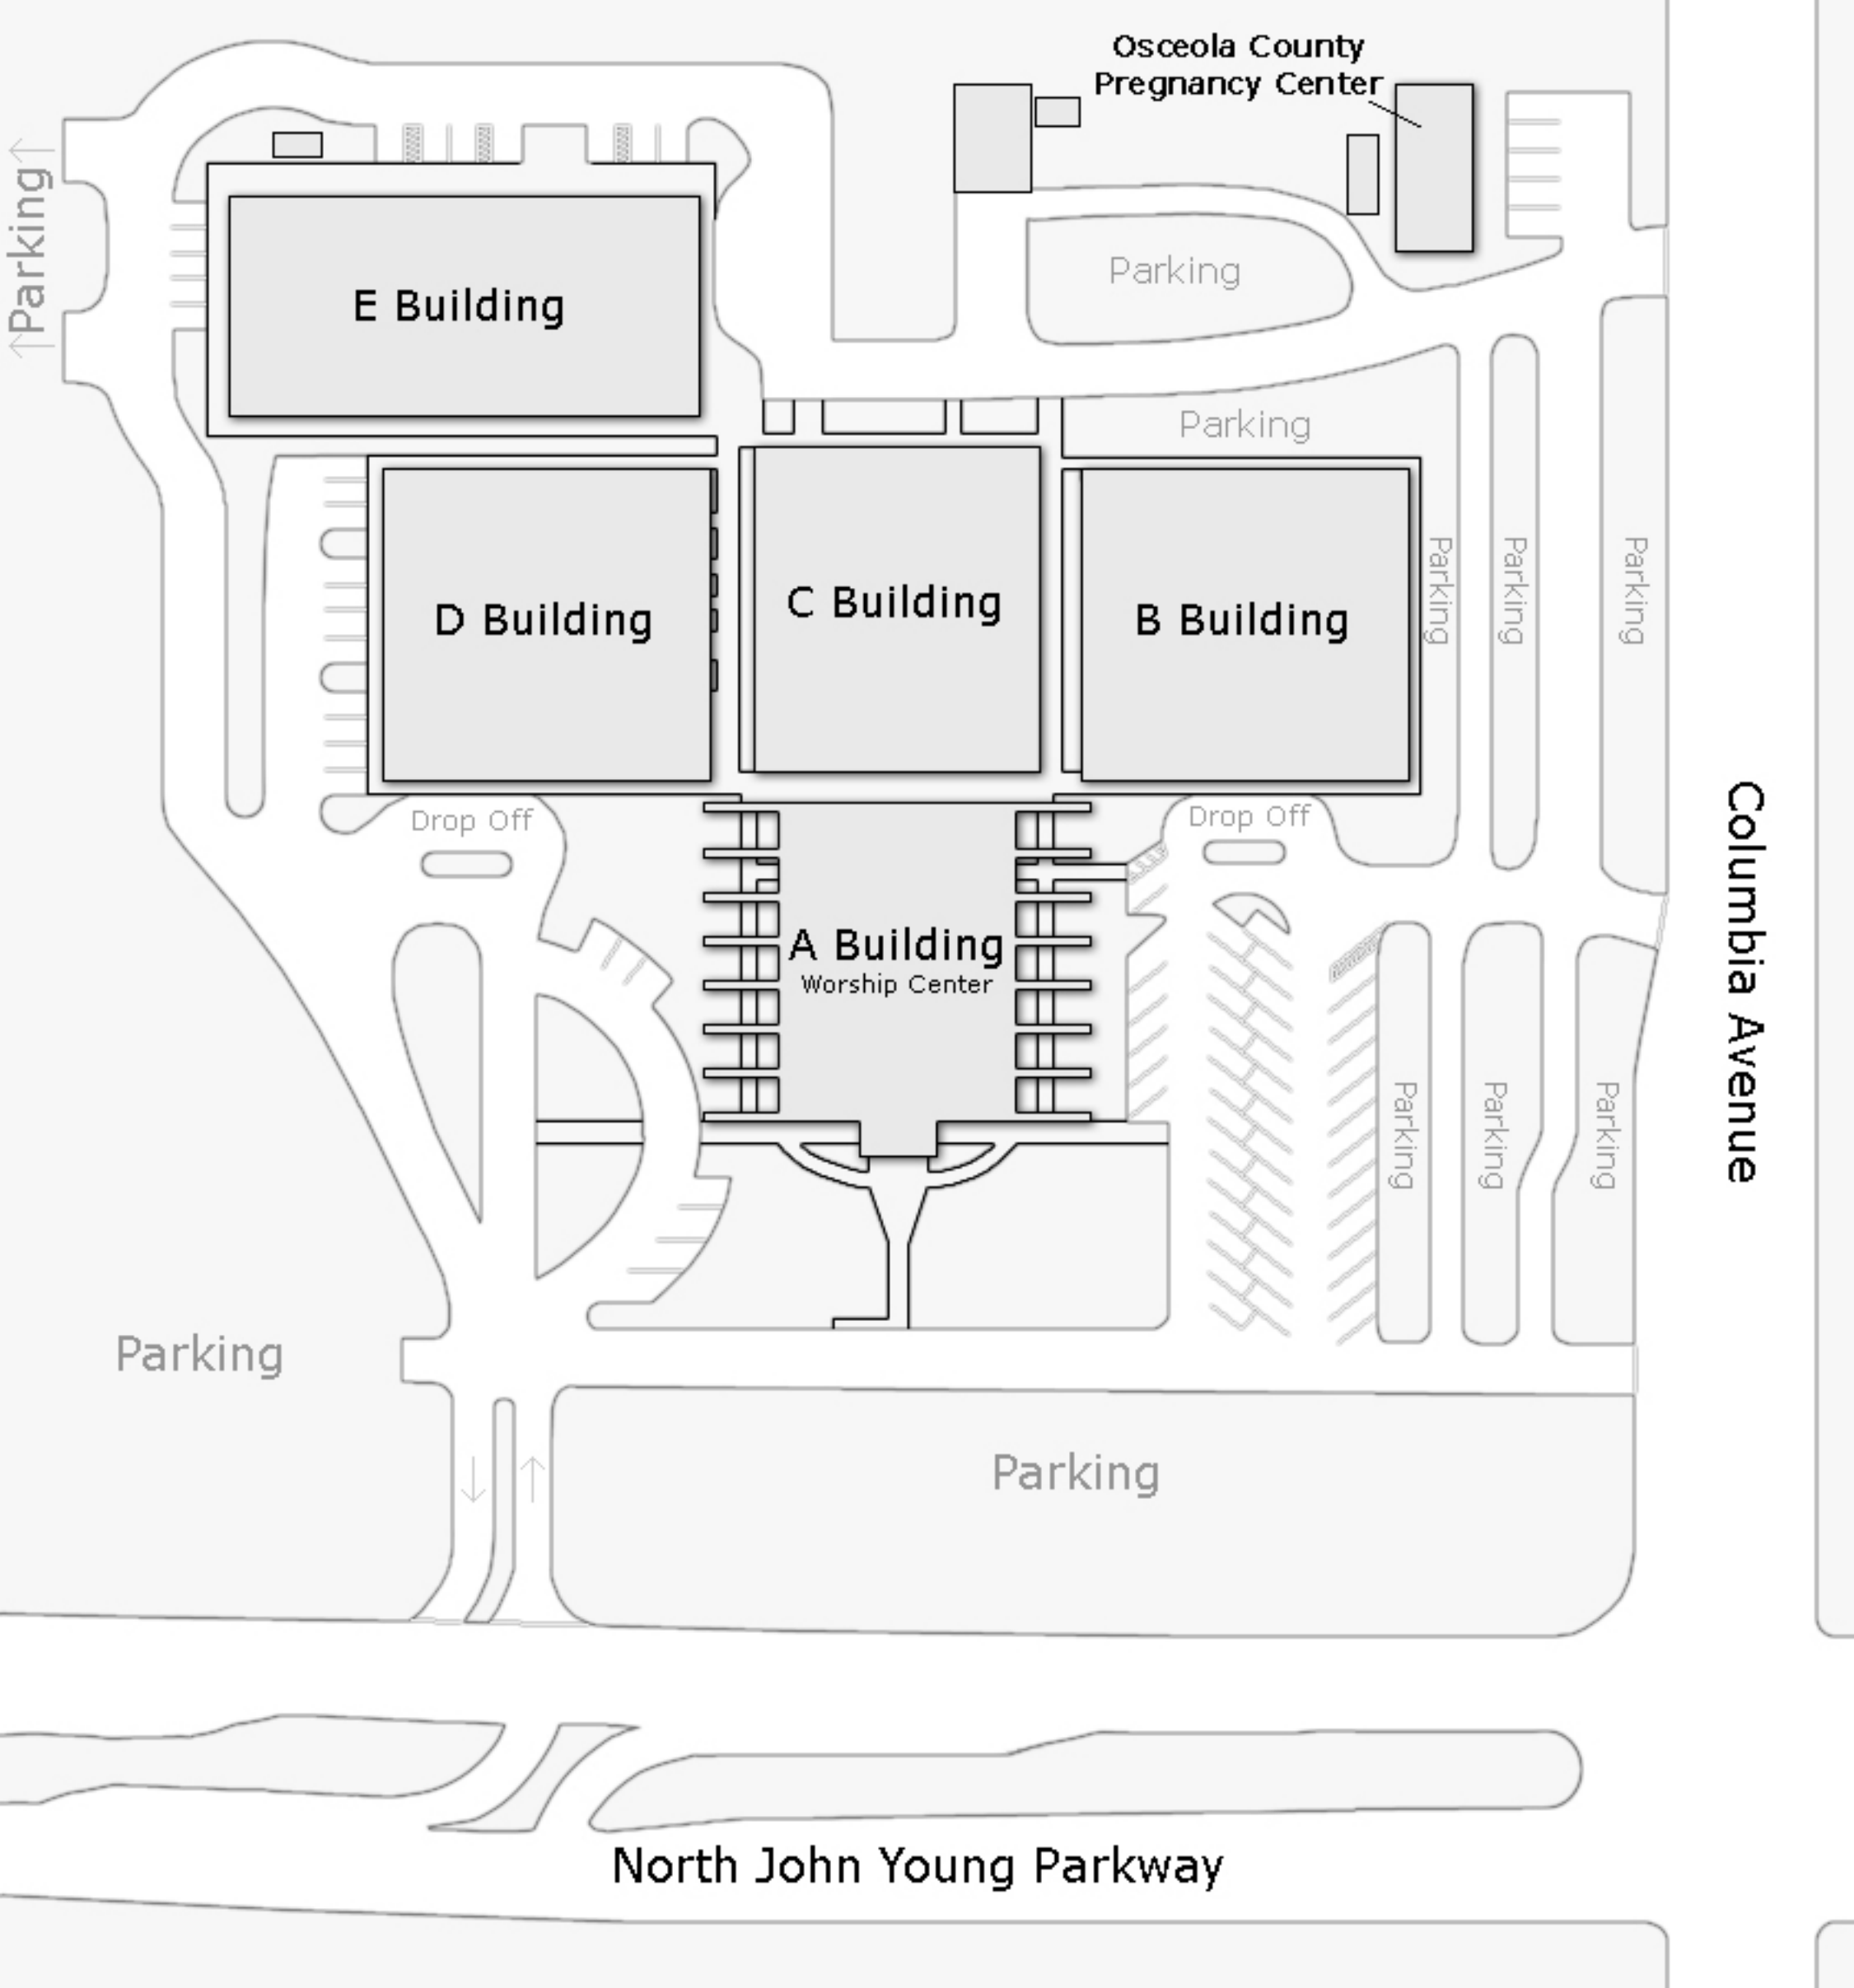 Osceola County
Pregnancy Center
Parking
Parking
E Building
Parking
D Building
C Building
B Building
Parking
Parking
Parking
Drop Off
Drop Off
A Building
Worship Center
Columbia Avenue
Parking
Parking
Parking
Parking
Parking
North John Young Parkway